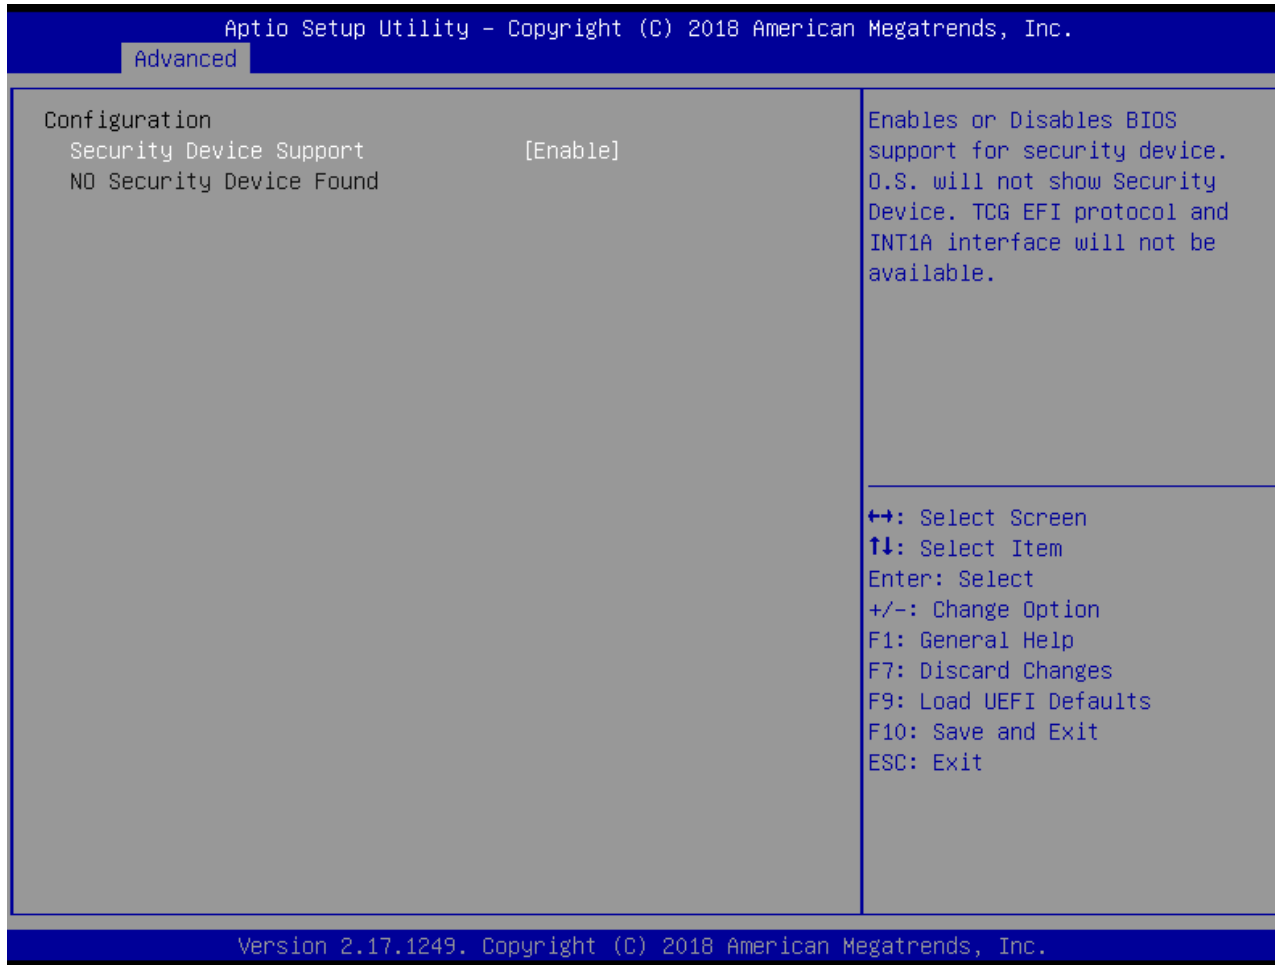 Aptio Setup Utility – Copyright (C) 2018 American Megatrends, Inc.
Advanced
Configuration
Security Device Support [Enable]
NO Security Device Found
Enables or Disables BIOS
support for security device.
O.S. will not show Security
Device. TCG EFI protocol and
INT1A interface will not be
available.
↔: Select Screen
↑↓: Select Item
Enter: Select
+/-: Change Option
F1: General Help
F7: Discard Changes
F9: Load UEFI Defaults
F10: Save and Exit
ESC: Exit
Version 2.17.1249. Copyright (C) 2018 American Megatrends, Inc.